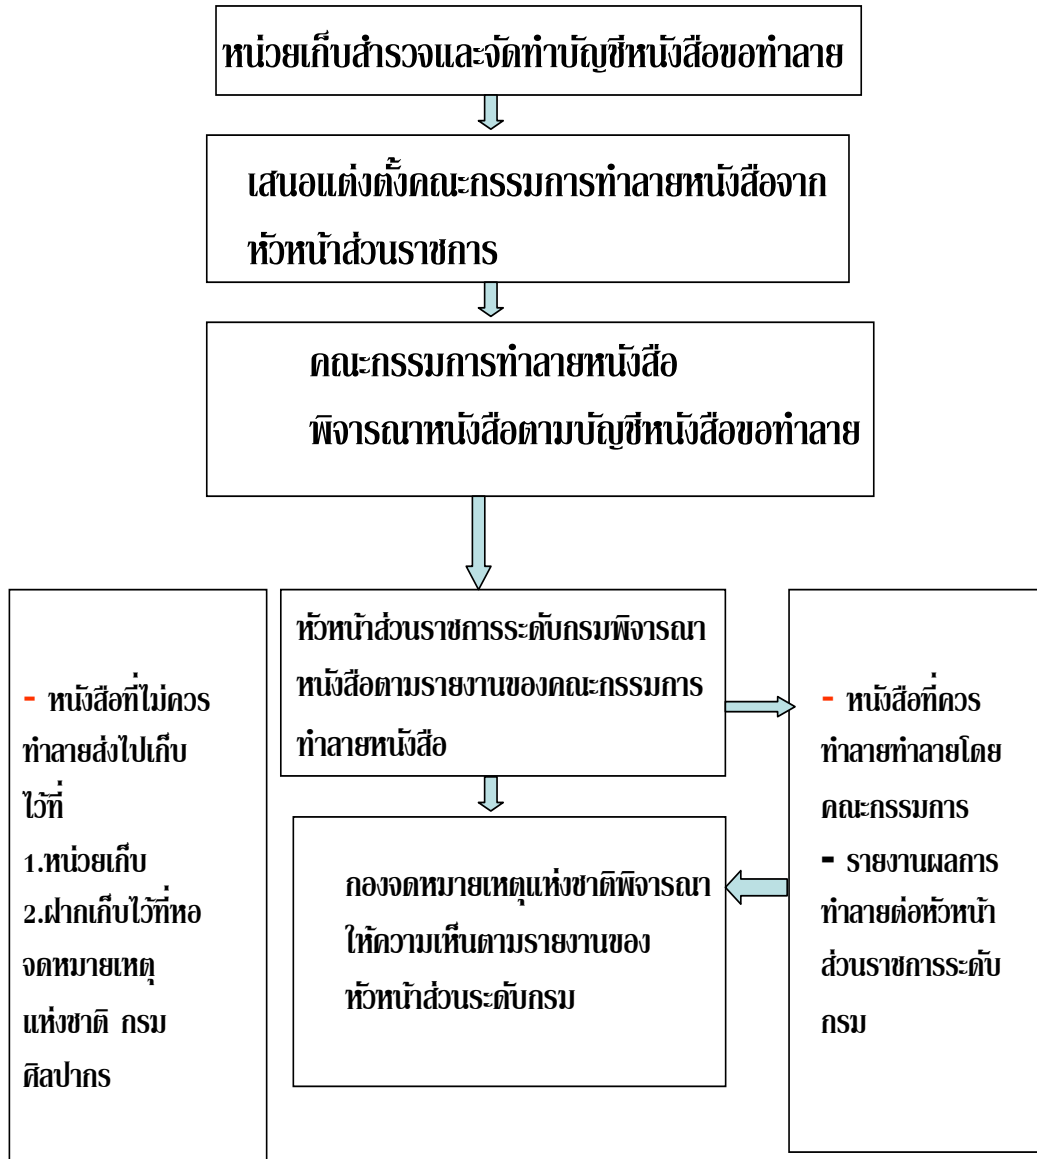 หน่วยเก็บสำรวจและจัดทำบัญชีหนังสือขอทำลาย
เสนอแต่งตั้งคณะกรรมการทำลายหนังสือจาก
หัวหน้าส่วนราชการ
คณะกรรมการทำลายหนังสือ
พิจารณาหนังสือตามบัญชีหนังสือขอทำลาย
- หนังสือที่ไม่ควร
ทำลายส่งไปเก็บ
ไว้ที่
1.หน่วยเก็บ
2.ฝากเก็บไว้ที่หอ
จดหมายเหตุ
แห่งชาติ กรม
ศิลปากร
หัวหน้าส่วนราชการระดับกรมพิจารณา
หนังสือตามรายงานของคณะกรรมการ
ทำลายหนังสือ
กองจดหมายเหตุแห่งชาติพิจารณา
ให้ความเห็นตามรายงานของ
หัวหน้าส่วนระดับกรม
- หนังสือที่ควร
ทำลายทำลายโดย
คณะกรรมการ
- รายงานผลการ
ทำลายต่อหัวหน้า
ส่วนราชการระดับ
กรม